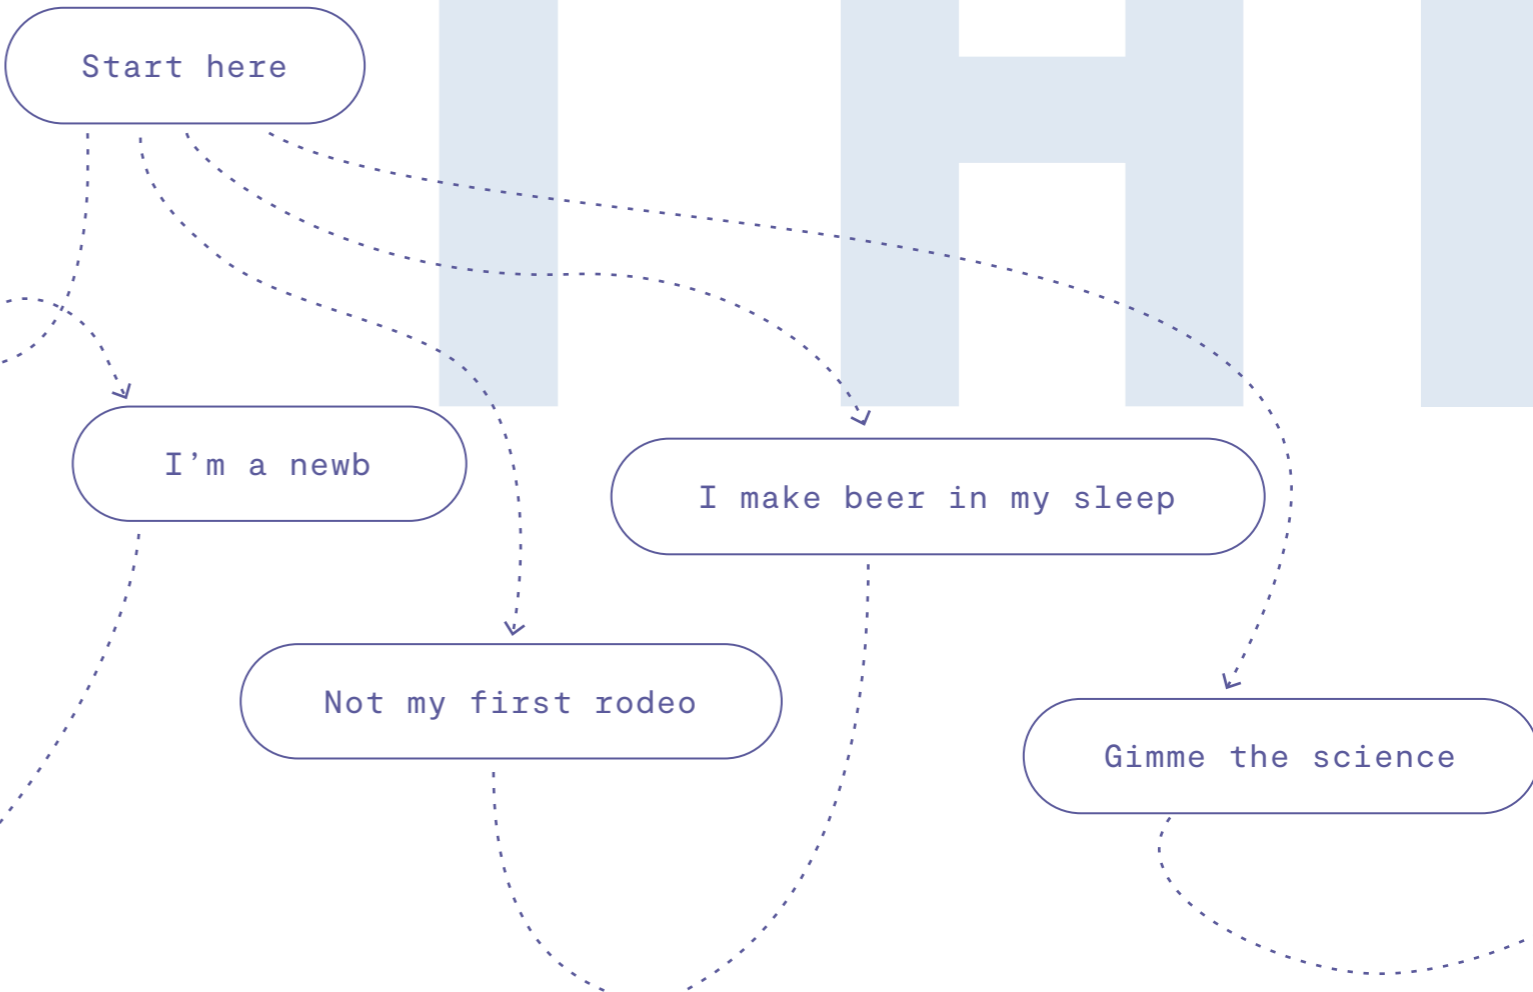 Start here
I’m a newb
I make beer in my sleep
Not my first rodeo
Gimme the science